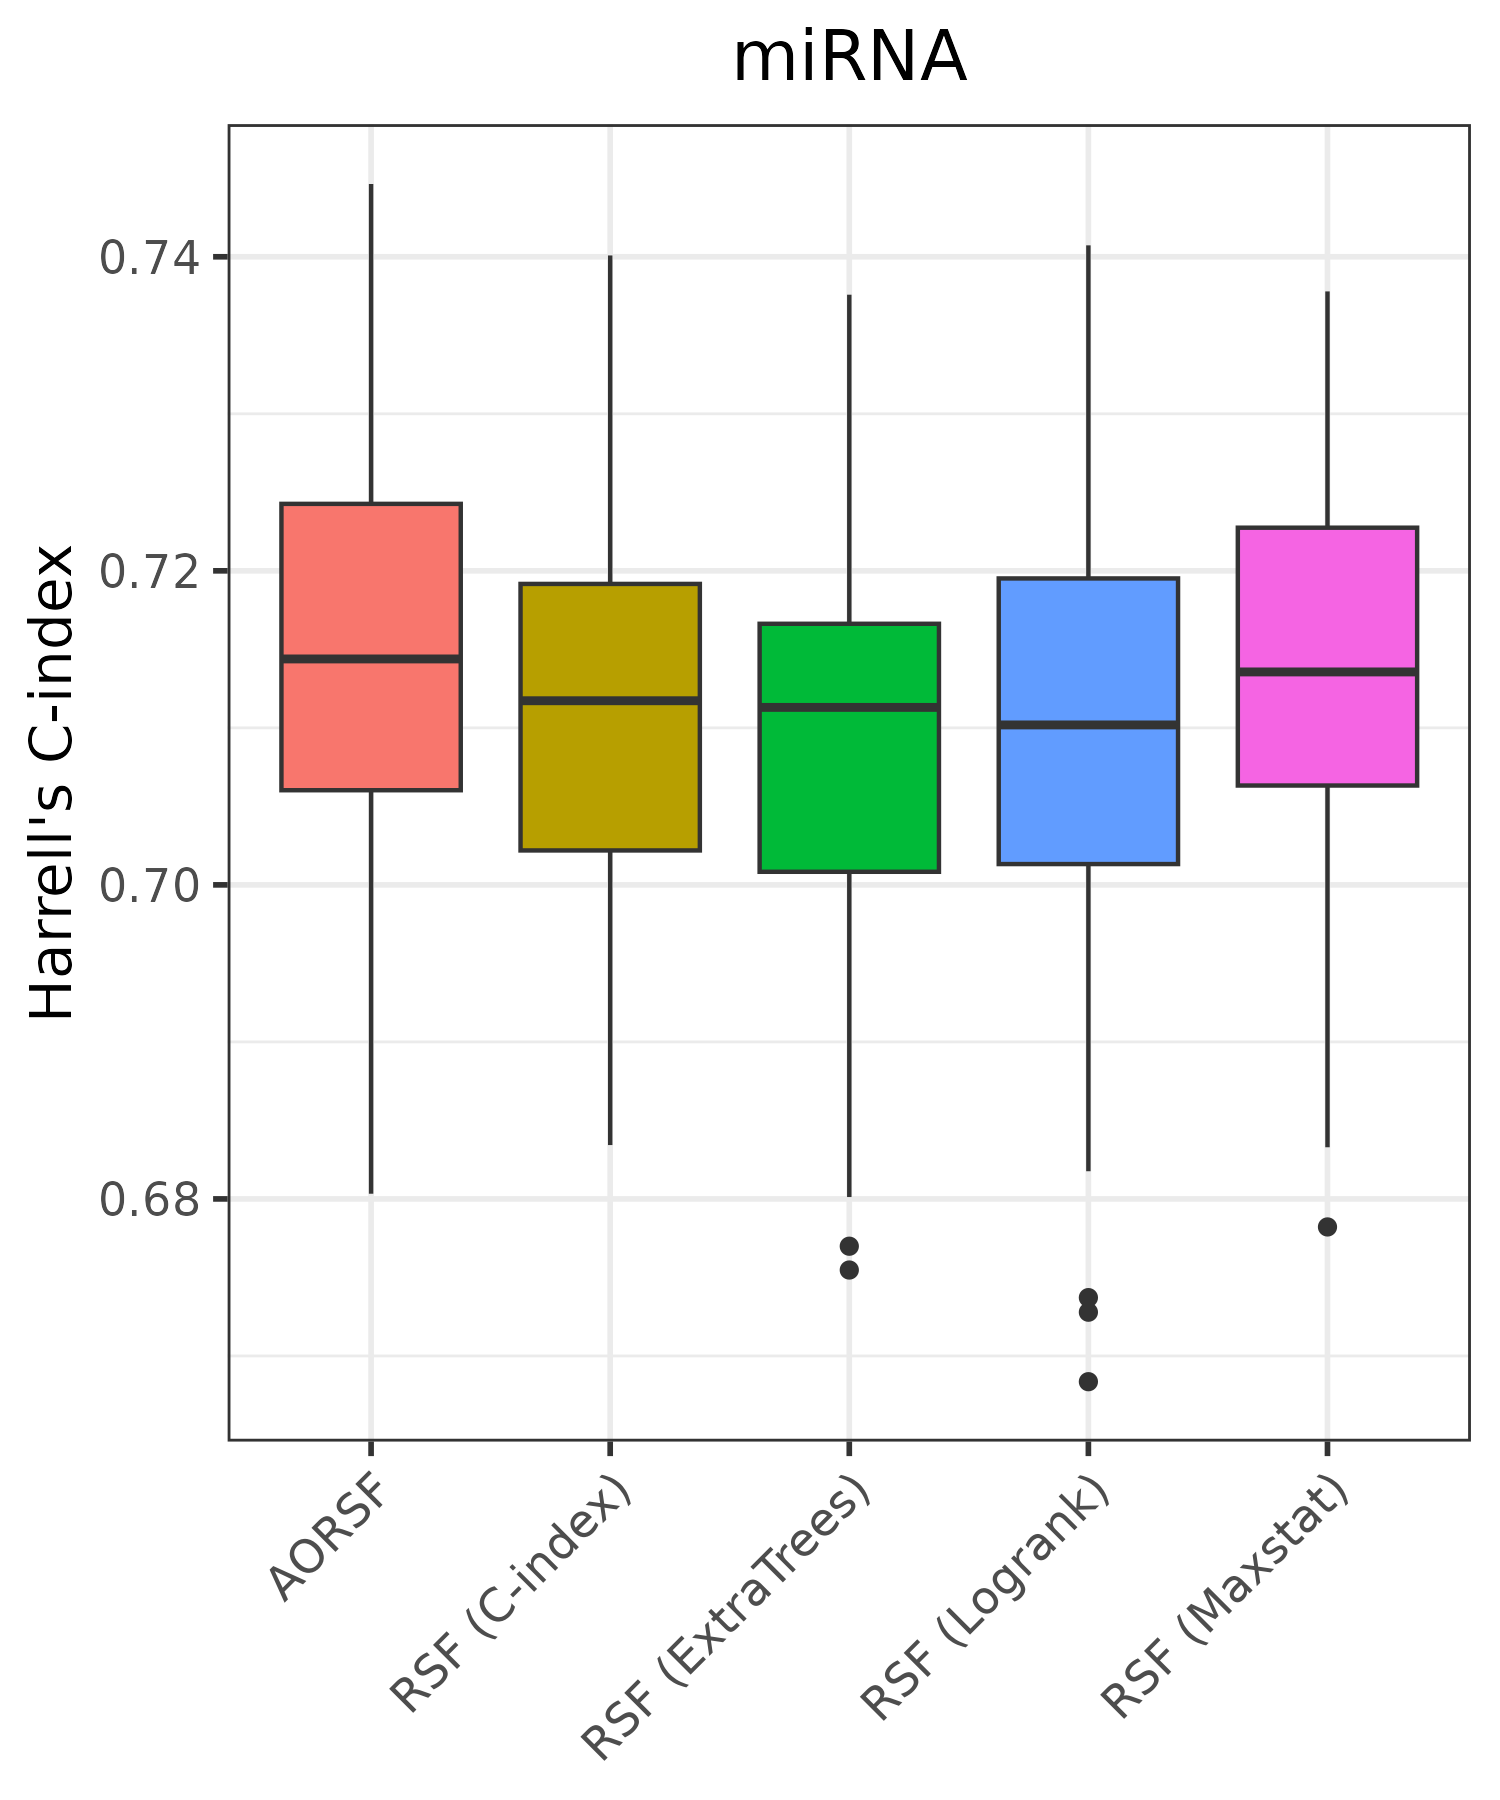 miRNA
Harrell's C-index
0.74
0.72
0.70
0.68
AORSF
RSF (C-index)
RSF (ExtraTrees)
RSF (Logrank)
RSF (Maxstat)